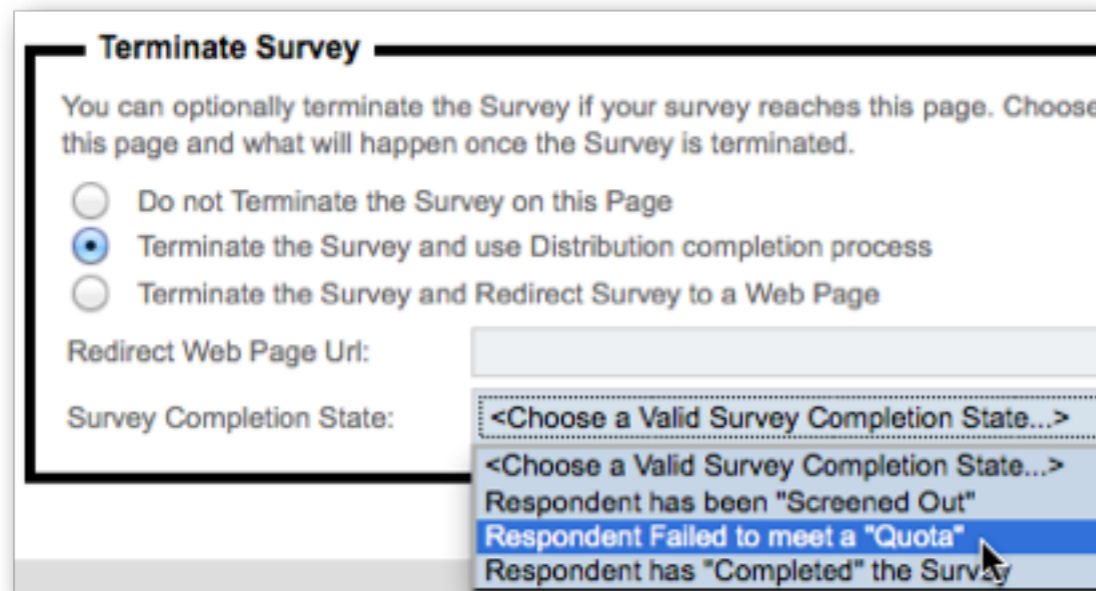 Terminate Survey
You can optionally terminate the Survey if your survey reaches this page. Choose
this page and what will happen once the Survey is terminated.
Do not Terminate the Survey on this Page
Terminate the Survey and use Distribution completion process
Terminate the Survey and Redirect Survey to a Web Page
Redirect Web Page Url:
Survey Completion State: <Choose a Valid Survey Completion State...>
<Choose a Valid Survey Completion State...>
Respondent has been "Screened Out"
Respondent Failed to meet a "Quota"
Respondent has "Completed" the Survey